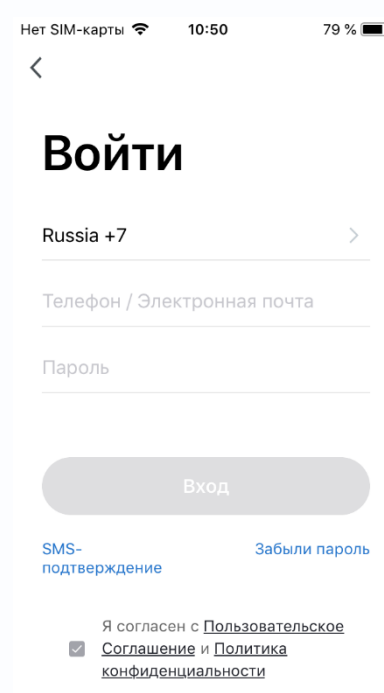 Нет SIM-карты 10:50 79 %
Войти
Russia +7
Телефон / Электронная почта
Пароль
Вход
SMS- Забыли пароль
подтверждение
Я согласен с Пользовательское
Соглашение и Политика
конфиденциальности